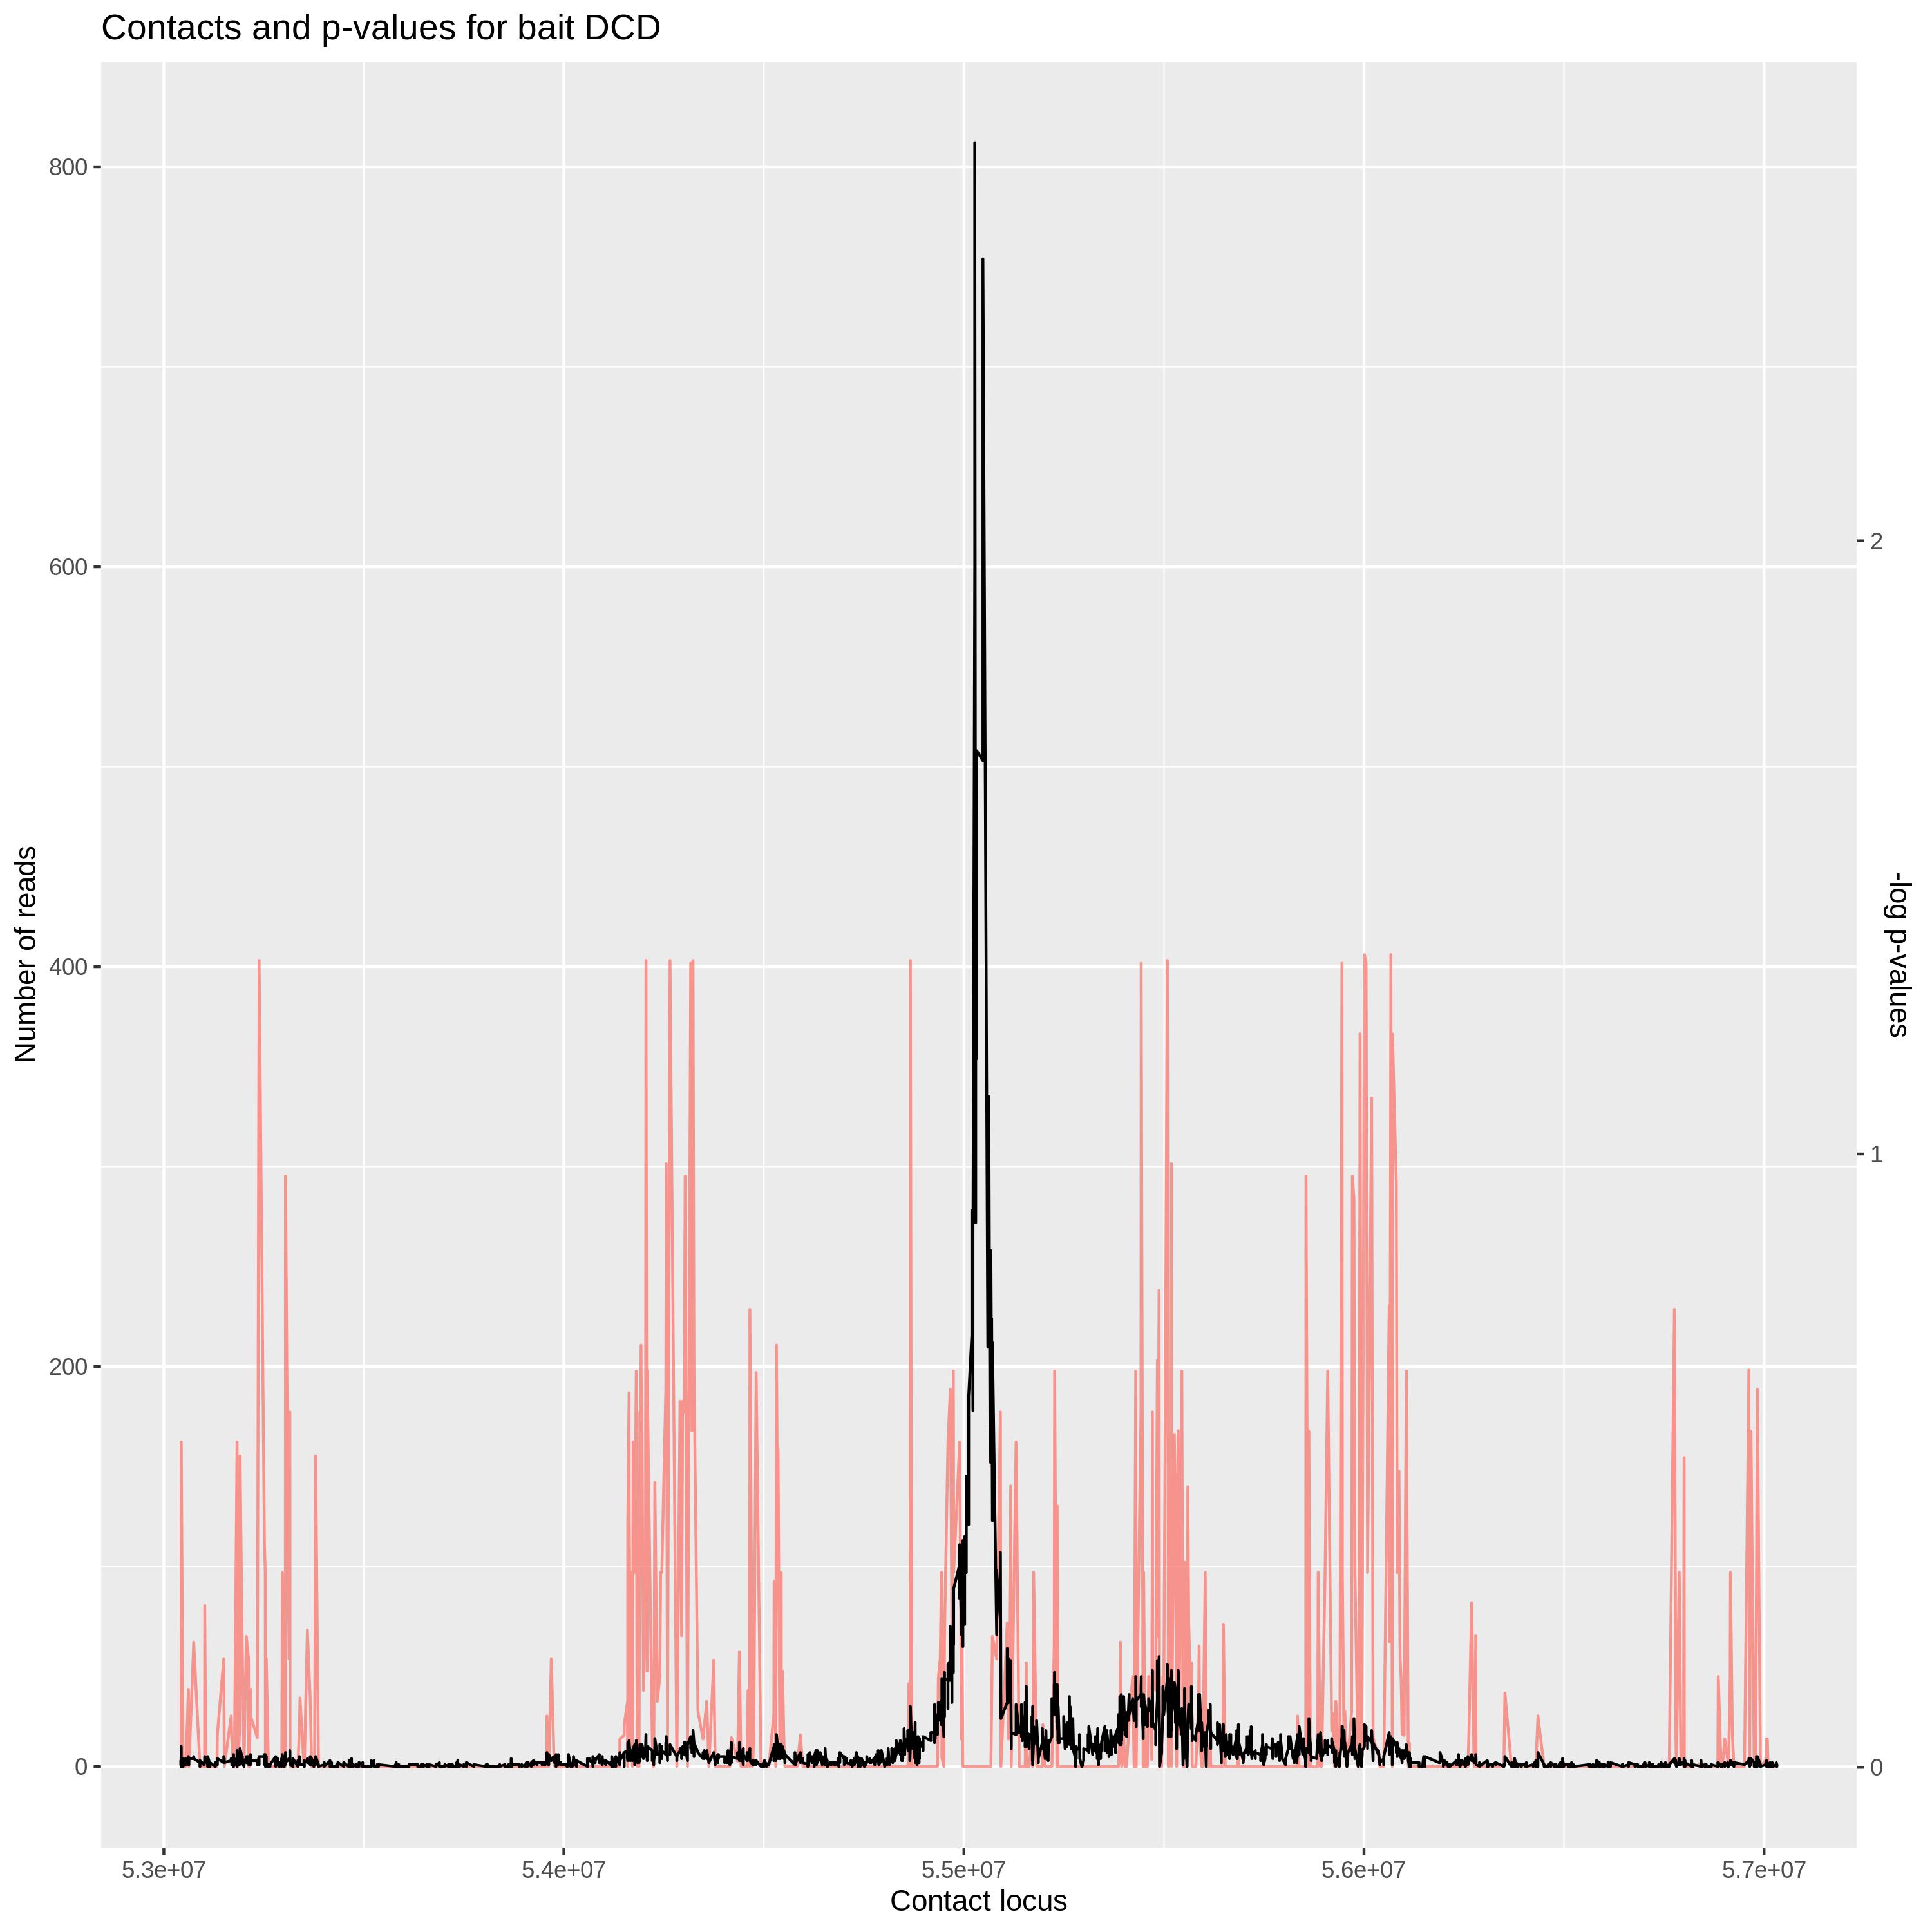 Contacts and p-values for bait DCD
Number of reads
800
600
400
200
0
2
1
0
-log p-values
5.3e+07 5.4e+07 5.5e+07 5.6e+07 5.7e+07
Contact locus